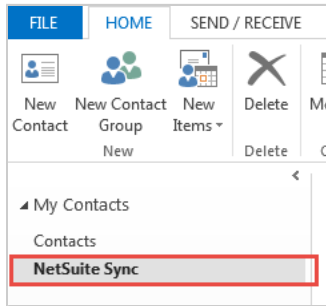 FILE HOME SEND / RECEIVE
New Contact
New Contact Group
New Items
Delete
New
Delete
My Contacts
Contacts
NetSuite Sync